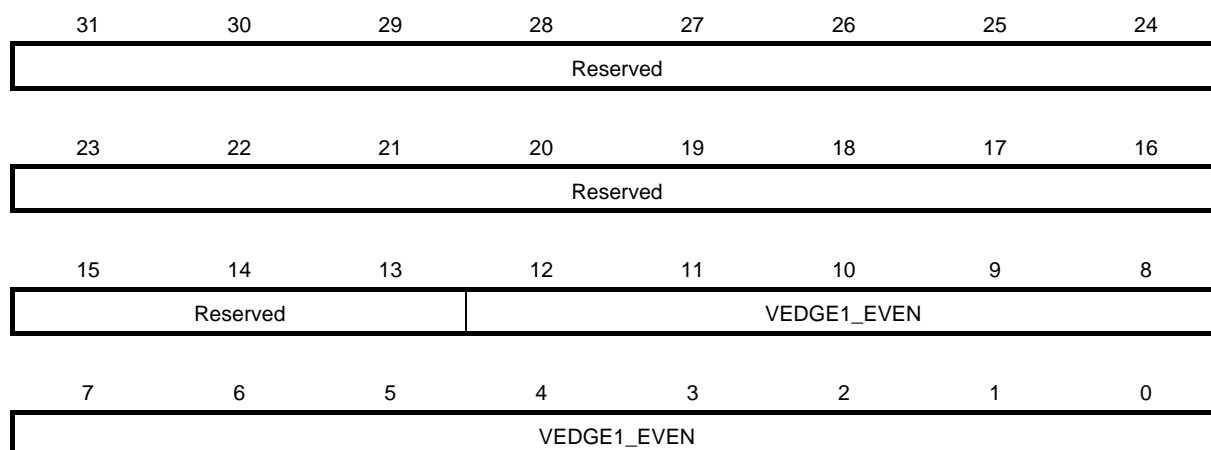 31 30 29 28 27 26 25 24
Reserved
23 22 21 20 19 18 17 16
Reserved
15 14 13 12 11 10 9 8
Reserved VEDGE1_EVEN
7 6 5 4 3 2 1 0
VEDGE1_EVEN